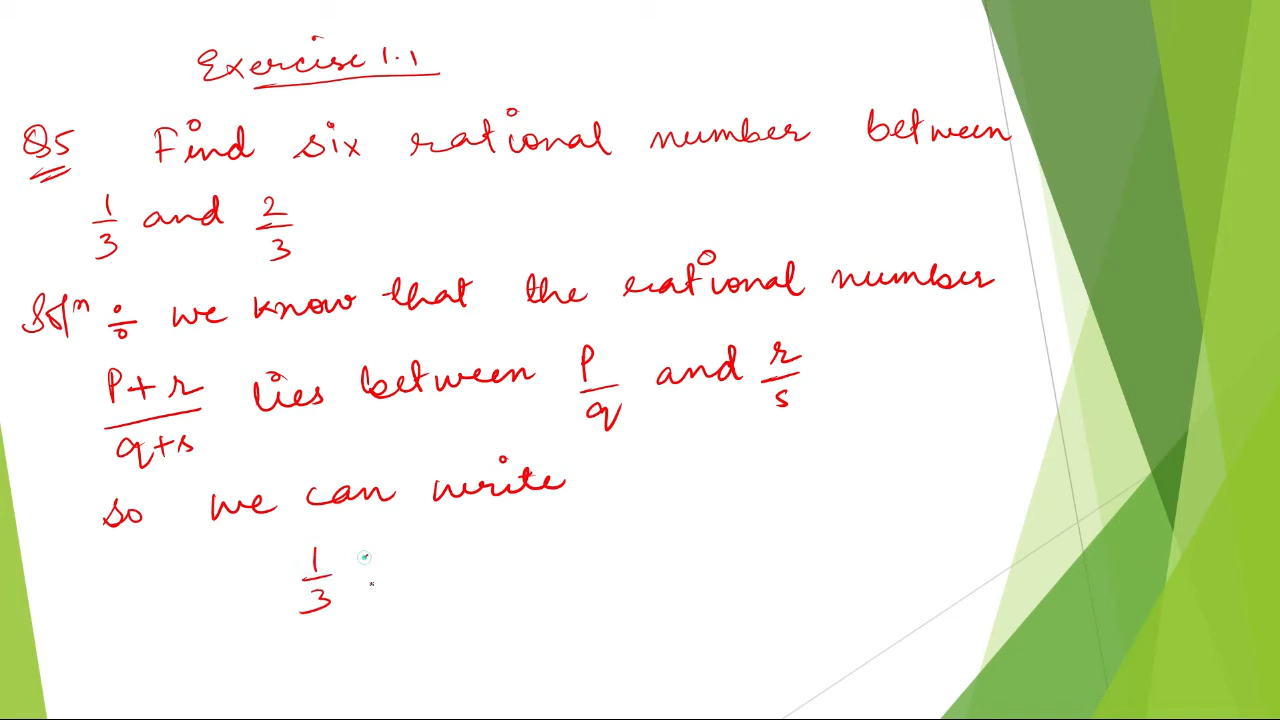 Exercise 1.1
Q5 Find six rational number between
1/3 and 2/3
Solⁿ ÷ we know that the rational number
p+r/q+s lies between p/q and r/s
so we can write
1/3